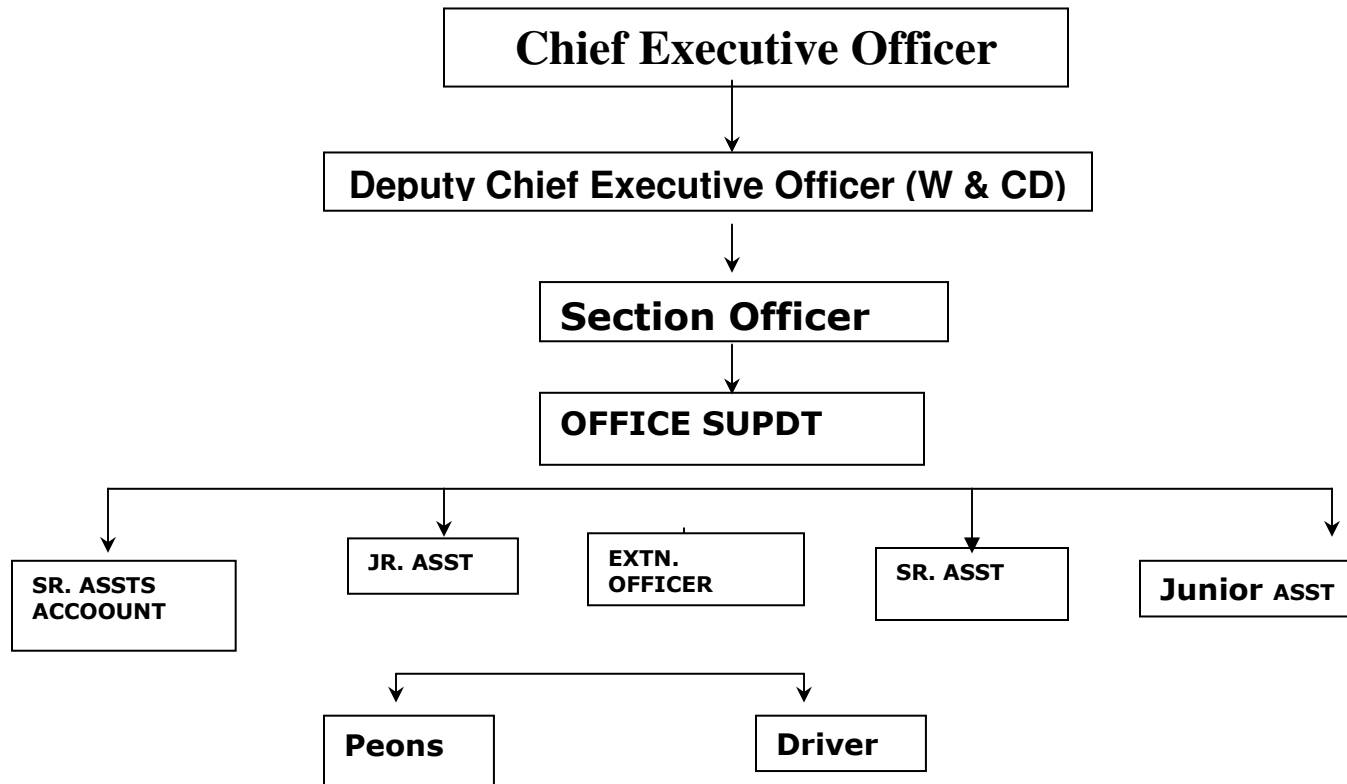 Chief Executive Officer
Deputy Chief Executive Officer (W & CD)
Section Officer
OFFICE SUPDT
SR. ASSTS
ACCOOUNT
JR. ASST
EXTN.
OFFICER
SR. ASST
Junior ASST
Peons
Driver